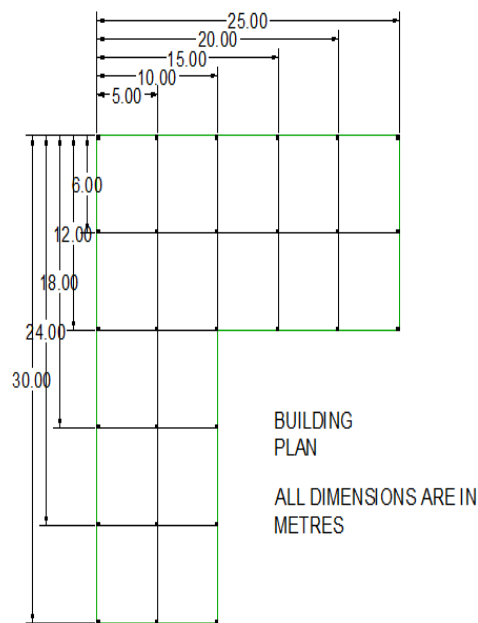 25.00
20.00
15.00
10.00
5.00
6.00
12.00
18.00
24.00
30.00
BUILDING
PLAN
ALL DIMENSIONS ARE IN
METRES